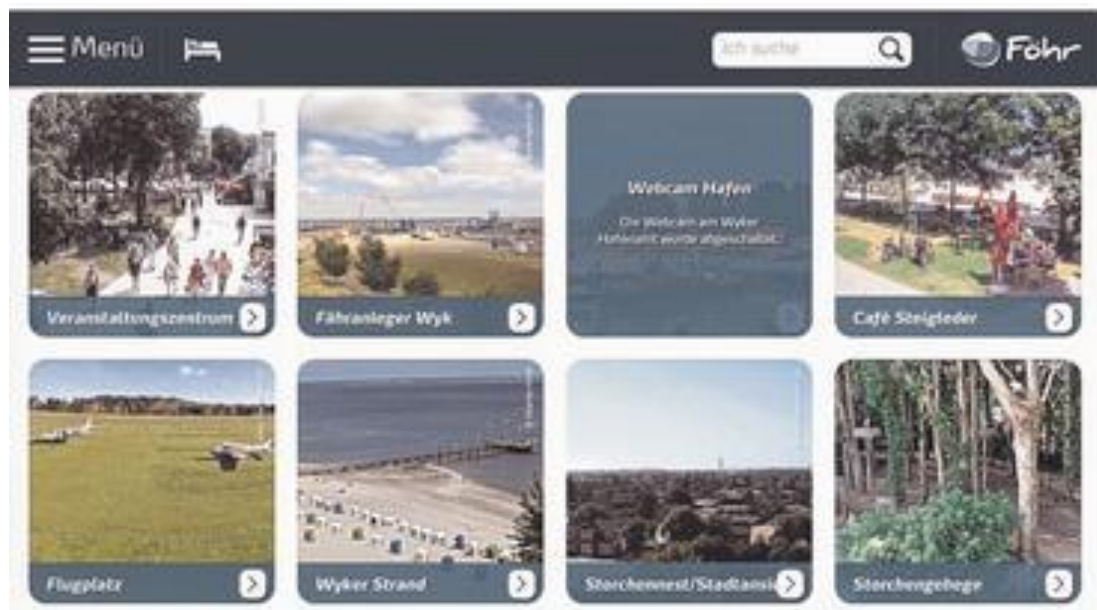 Menü
Ich suche
Föhr
Veranstaltungszentrum
Fähranleger Wyk
Webcam Hafen
Die Webcam am Wyker
Hafenamt wurde abgeschaltet.
Café Steigleder
Flugplatz
Wyker Strand
Storchennest/Stadtansic
Storchengehege